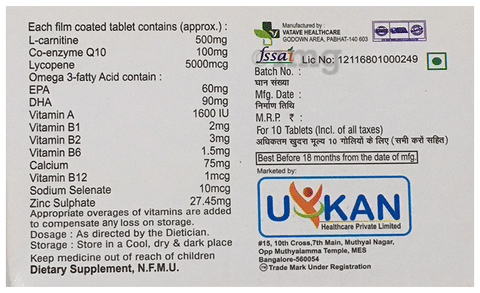 Each film coated tablet contains (approx.) :
L-carnitine 500mg
Co-enzyme Q10 100mg
Lycopene 5000mcg
Omega 3-fatty Acid contain :
EPA 60mg
DHA 90mg
Vitamin A 1600 IU
Vitamin B1 2mg
Vitamin B2 3mg
Vitamin B6 1.5mg
Calcium 75mg
Vitamin B12 1mcg
Sodium Selenate 10mcg
Zinc Sulphate 27.45mg
Appropriate overages of vitamins are added
to compensate any loss on storage.
Dosage : As directed by the Dietician.
Storage : Store in a Cool, dry & dark place
Keep medicine out of reach of children
Dietary Supplement, N.F.M.U.
Manufactured by :
VATAVE HEALTHCARE
GODOWN AREA, PABHAT-140 603
fssai Lic No: 12116801000249
Batch No. :
घान संख्या
Mfg. Date :
निर्माण तिथि
M.R.P. ₹ :
For 10 Tablets (Incl. of all taxes)
अधिकतम खुदरा मूल्य 10 गोलियों के लिए (सभी करों सहित)
Best Before 18 months from the date of mfg.
Marketed by:
UKAN
Healthcare Private Limited
#15, 10th Cross,7th Main, Muthyal Nagar,
Opp Muthyalamma Temple, MES
Bangalore-560054
TM Trade Mark Under Registration